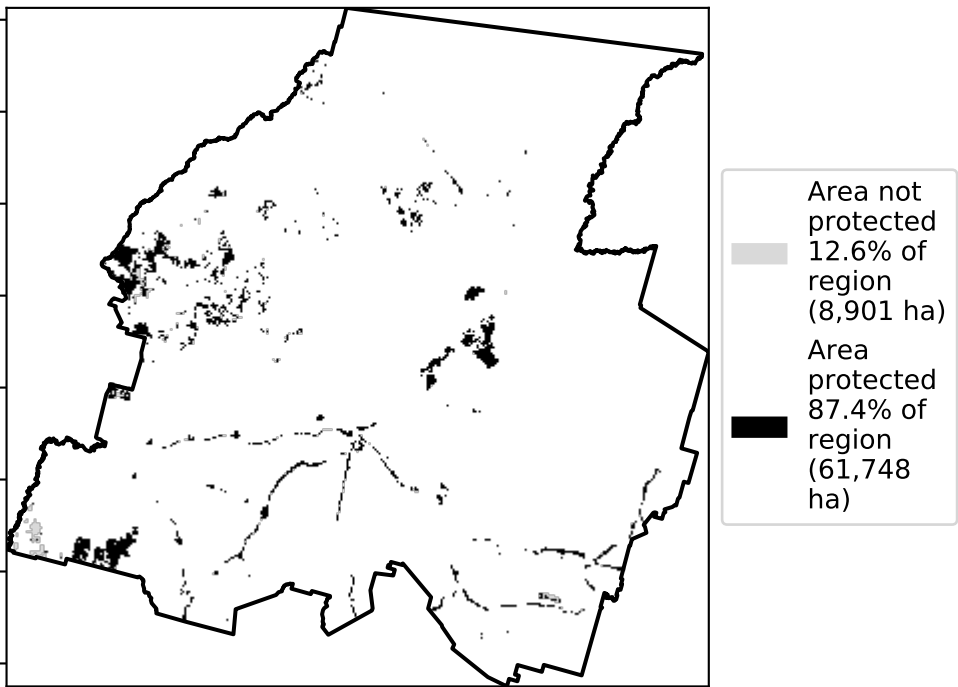 Area not
protected
12.6% of
region
(8,901 ha)
Area
protected
87.4% of
region
(61,748
ha)